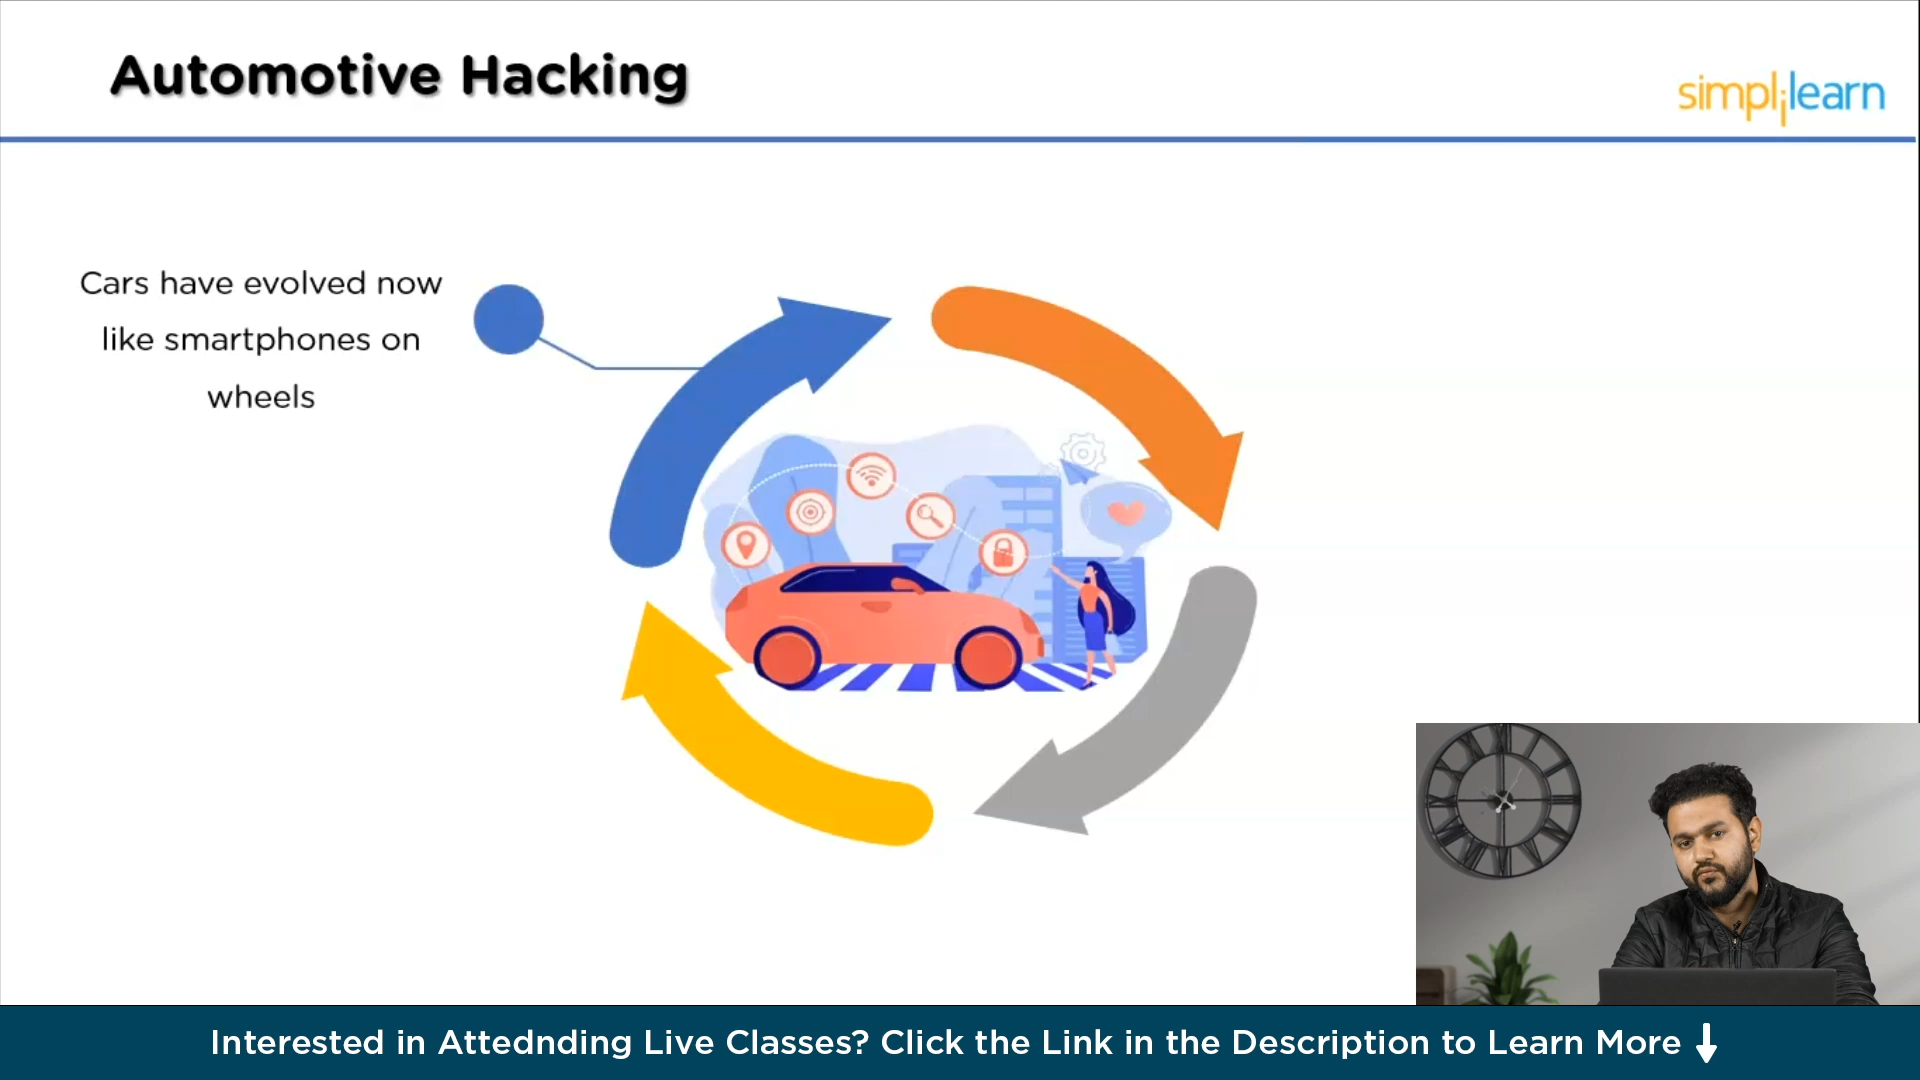 Automotive Hacking
simplilearn
Cars have evolved now
like smartphones on
wheels
Interested in Attednding Live Classes? Click the Link in the Description to Learn More